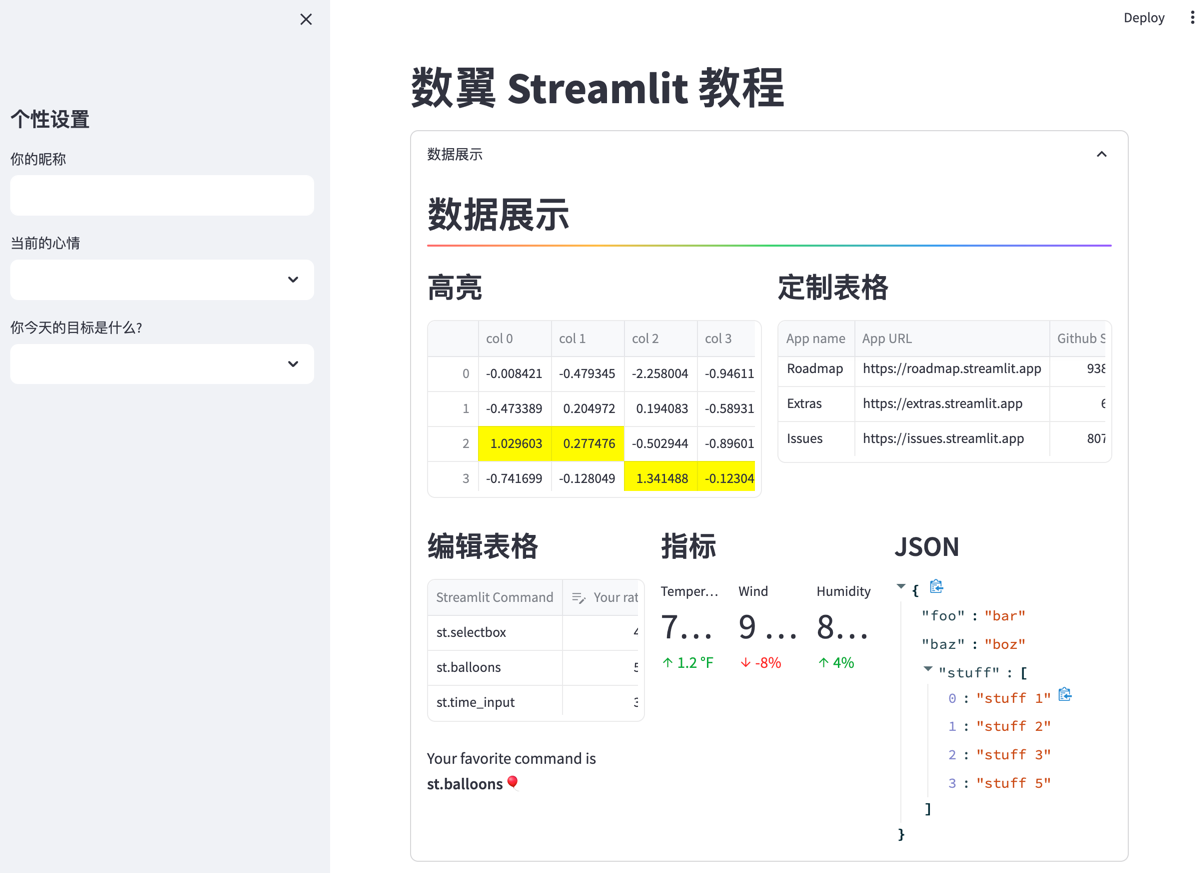 Deploy
个性设置
你的昵称
当前的心情
你今天的目标是什么?
数翼 Streamlit 教程
数据展示
数据展示
高亮
col 0 col 1 col 2 col 3
0 -0.008421 -0.479345 -2.258004 -0.94611
1 -0.473389 0.204972 0.194083 -0.58931
2 1.029603 0.277476 -0.502944 -0.89601
3 -0.741699 -0.128049 1.341488 -0.12304
定制表格
App name App URL Github S
Roadmap https://roadmap.streamlit.app 938
Extras https://extras.streamlit.app 6
Issues https://issues.streamlit.app 807
编辑表格
Streamlit Command Your rat
st.selectbox 4
st.balloons 5
st.time_input 3
Your favorite command is
st.balloons 🎈
指标
Temper... Wind Humidity
7... 9 ... 8...
↑ 1.2 °F ↓ -8% ↑ 4%
JSON
{
"foo" : "bar"
"baz" : "boz"
"stuff" : [
0 : "stuff 1"
1 : "stuff 2"
2 : "stuff 3"
3 : "stuff 5"
]
}